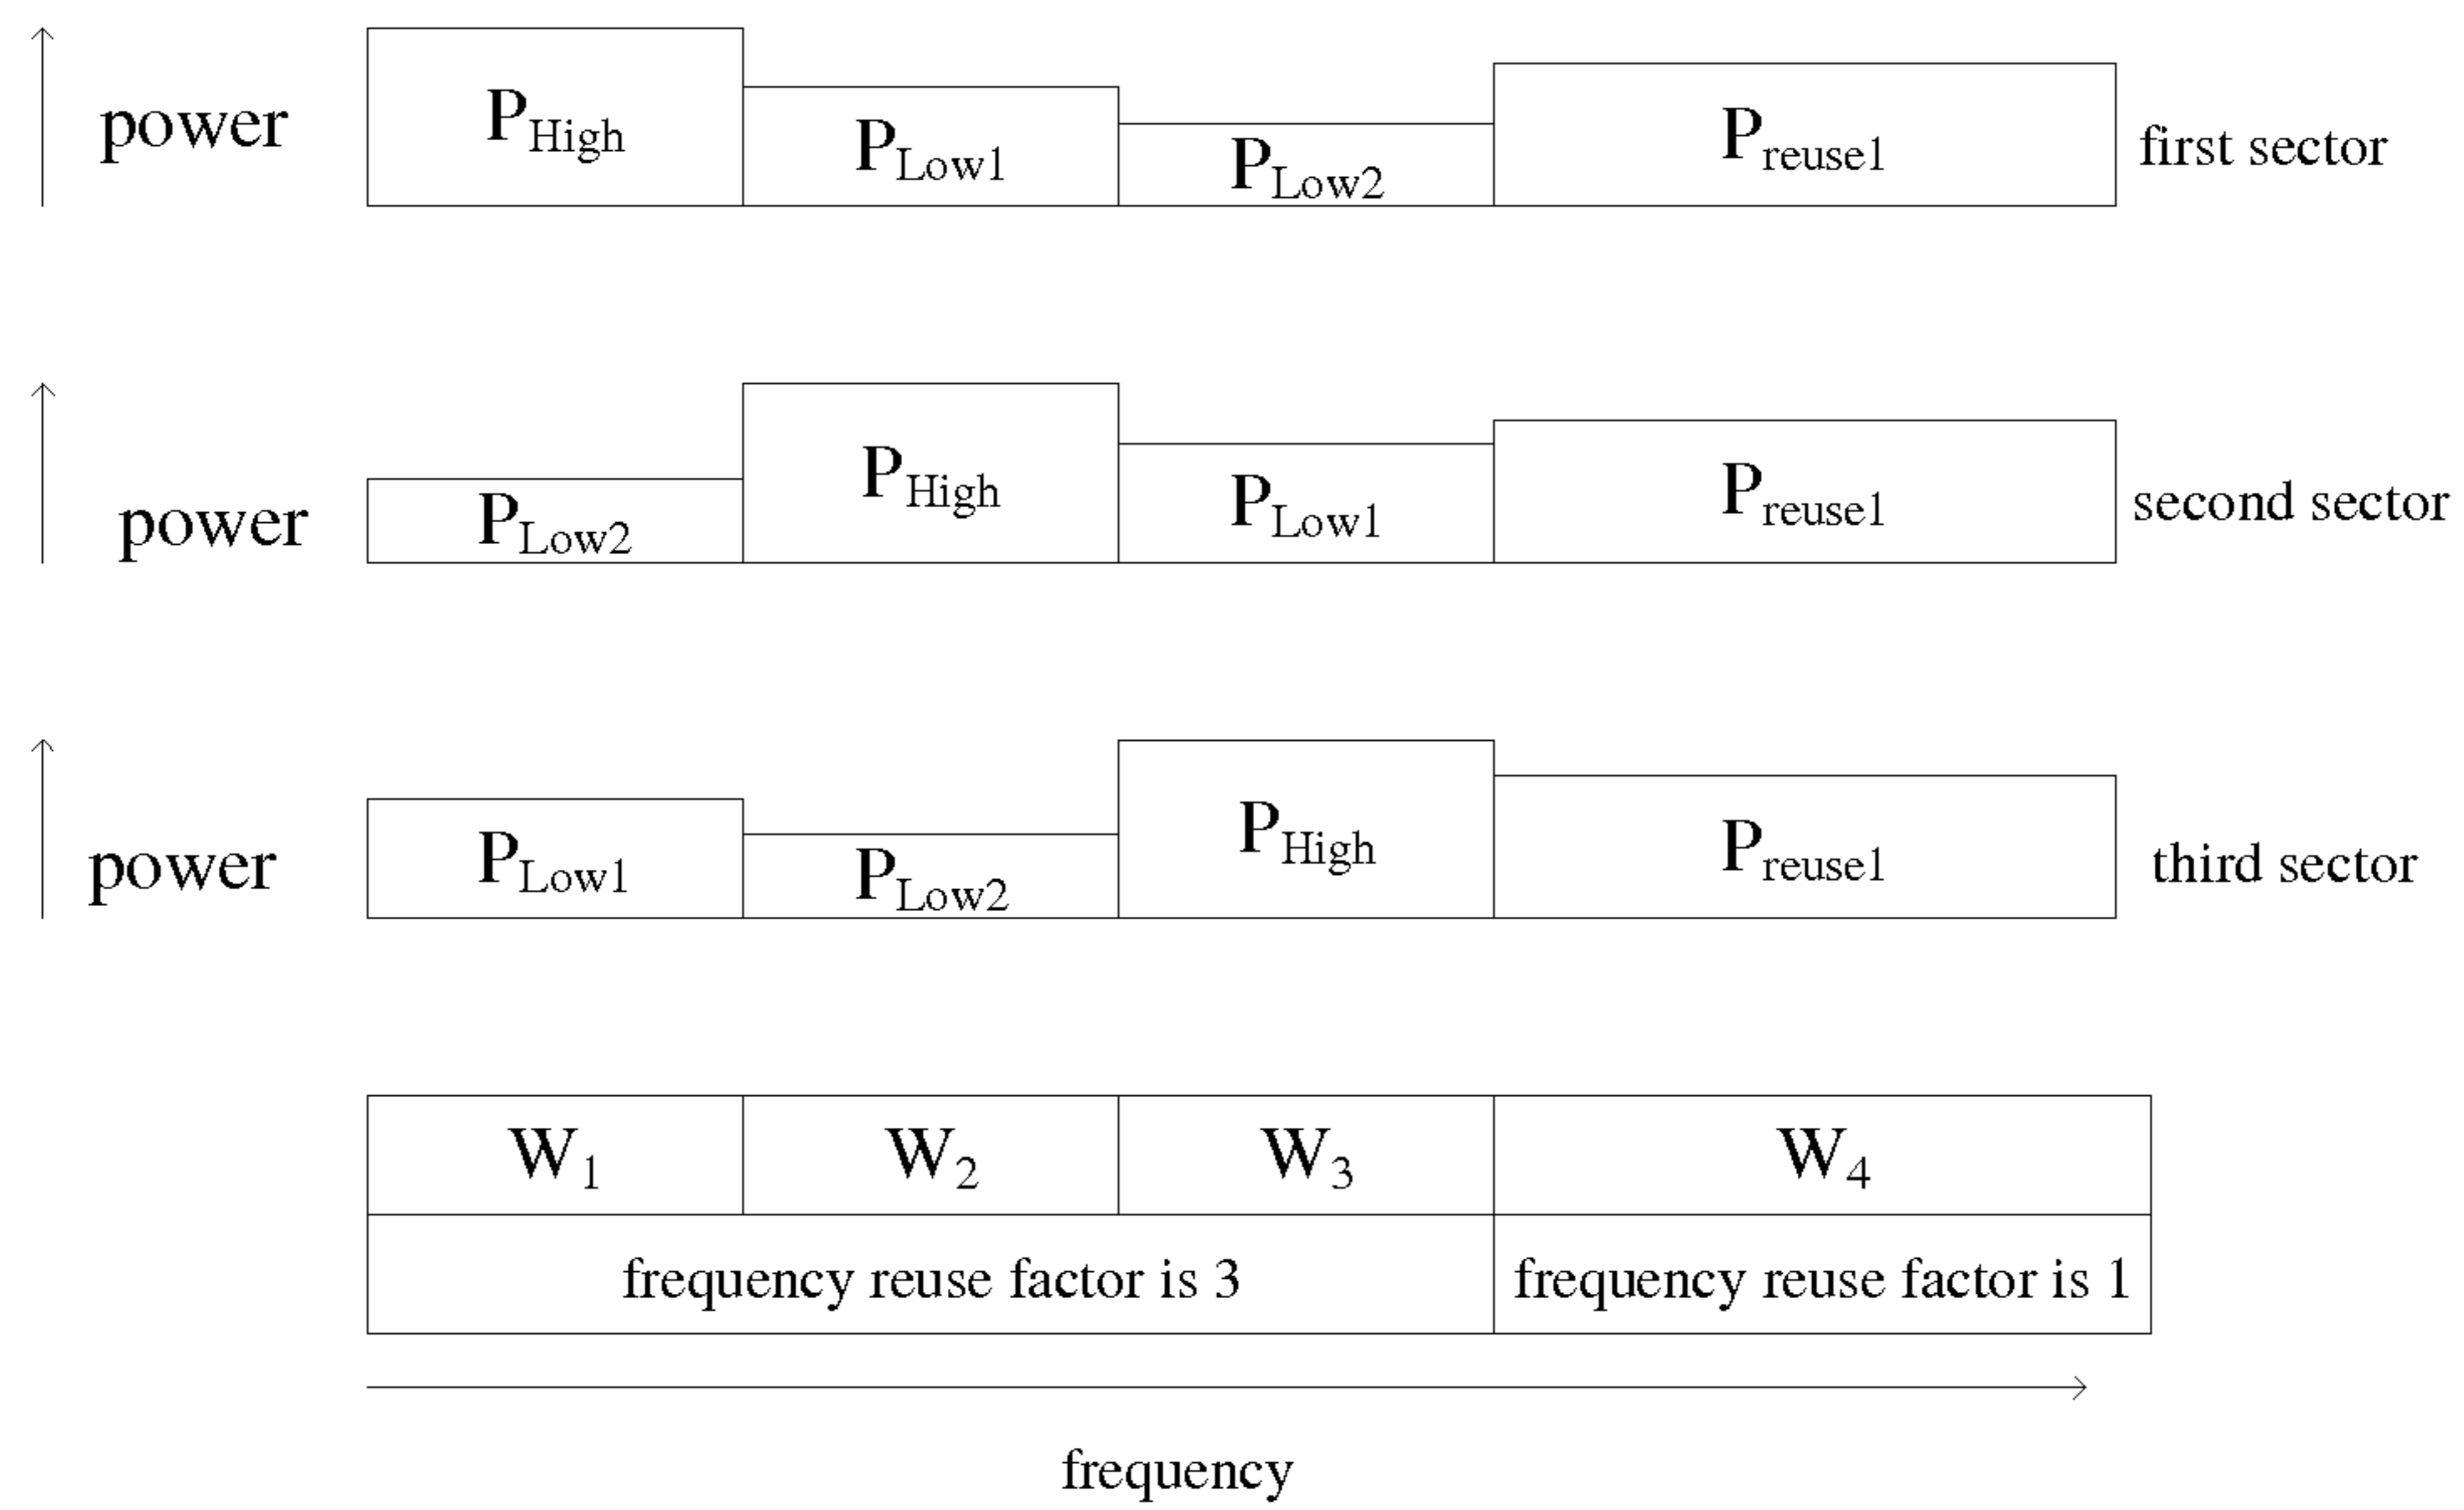 power P_High P_Low1 P_Low2 P_reuse1 first sector
power P_Low2 P_High P_Low1 P_reuse1 second sector
power P_Low1 P_Low2 P_High P_reuse1 third sector
W_1 W_2 W_3 W_4
frequency reuse factor is 3 frequency reuse factor is 1
frequency